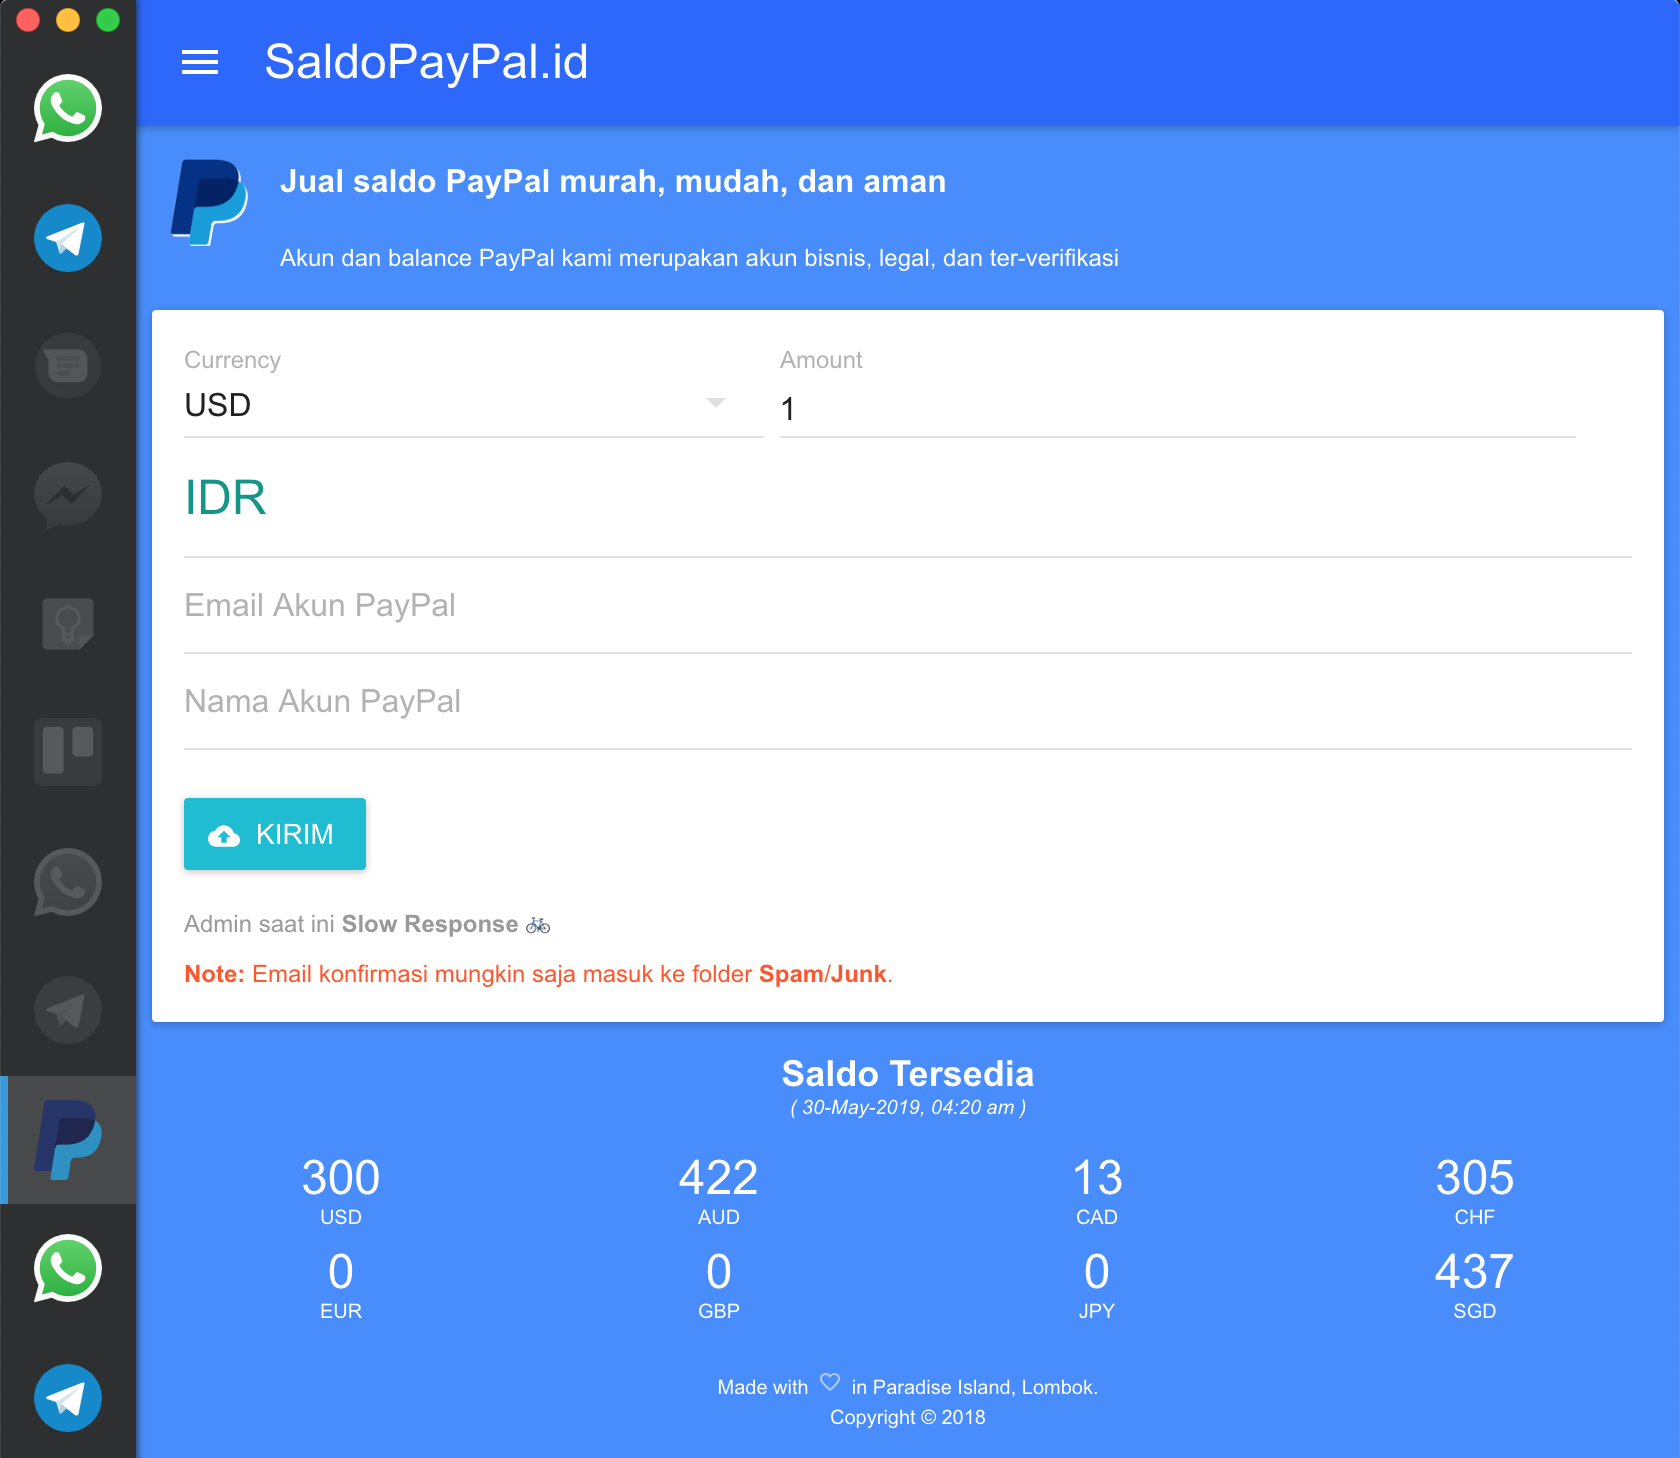 SaldoPayPal.id
Jual saldo PayPal murah, mudah, dan aman
Akun dan balance PayPal kami merupakan akun bisnis, legal, dan ter-verifikasi
Currency Amount
USD 1
IDR
Email Akun PayPal
Nama Akun PayPal
KIRIM
Admin saat ini Slow Response 🚲
Note: Email konfirmasi mungkin saja masuk ke folder Spam/Junk.
Saldo Tersedia
( 30-May-2019, 04:20 am )
300 422 13 305
USD AUD CAD CHF
0 0 0 437
EUR GBP JPY SGD
Made with ♡ in Paradise Island, Lombok.
Copyright © 2018